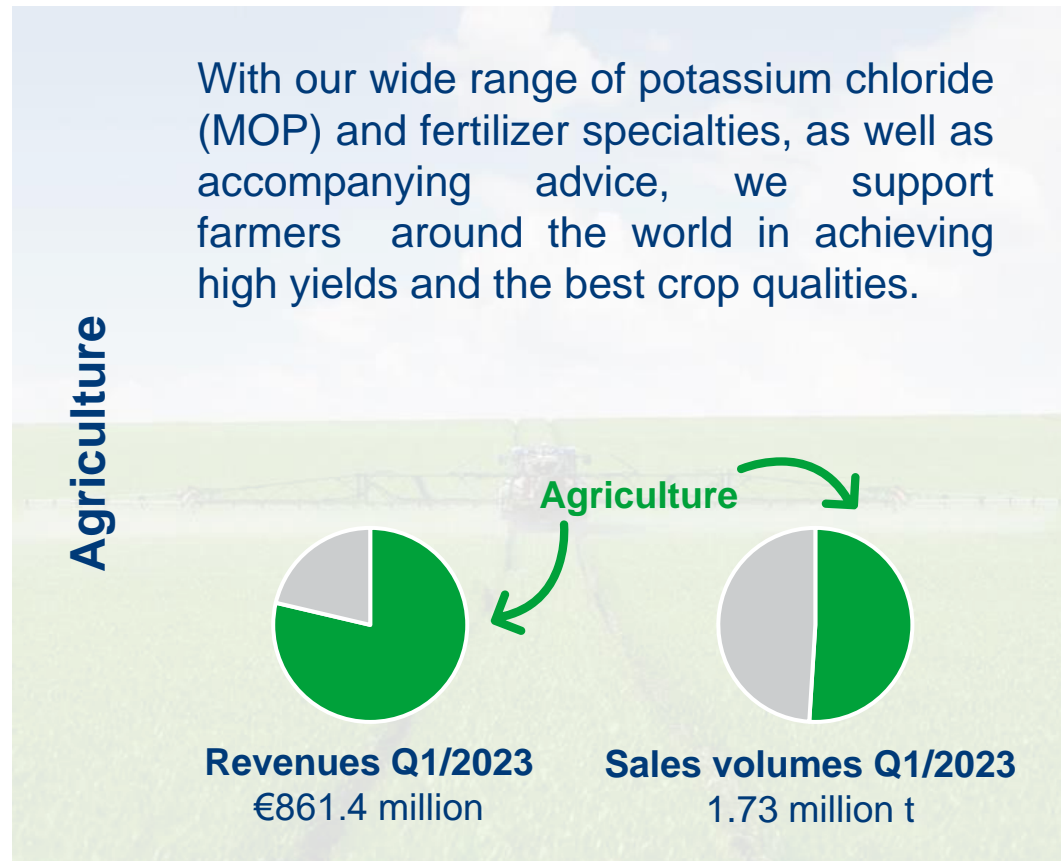 With our wide range of potassium chloride
(MOP) and fertilizer specialties, as well as
accompanying advice, we support
farmers around the world in achieving
high yields and the best crop qualities.
Agriculture
Agriculture
Revenues Q1/2023
€861.4 million
Sales volumes Q1/2023
1.73 million t